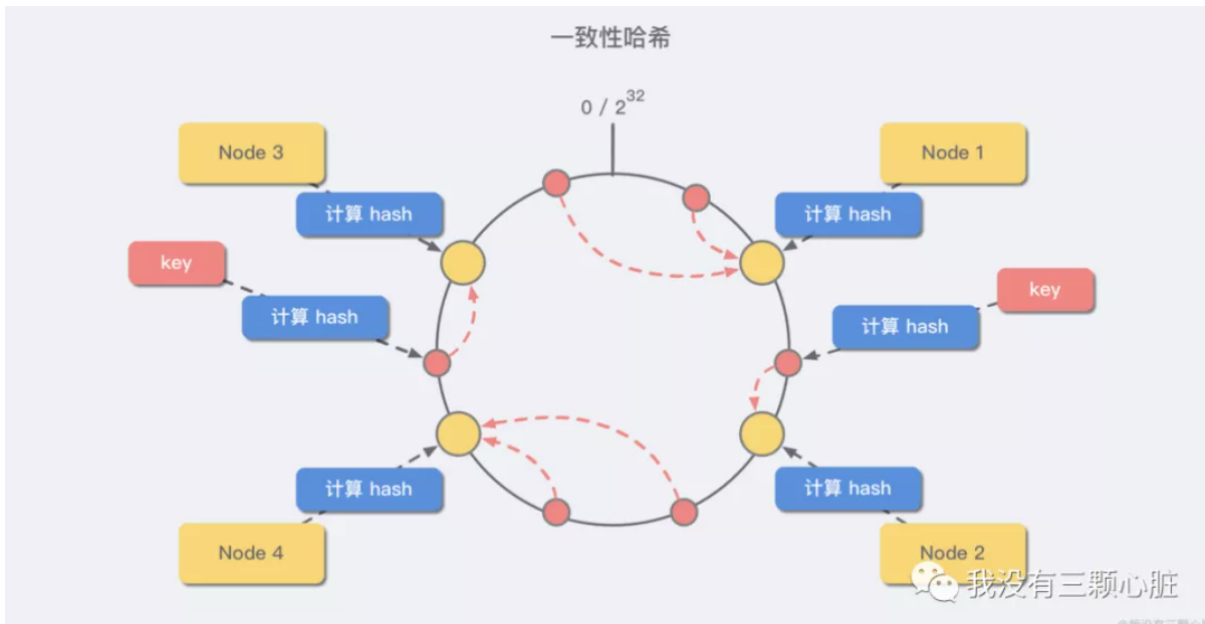 一致性哈希
0 / 2^32
Node 3
Node 1
计算 hash
计算 hash
key
key
计算 hash
计算 hash
计算 hash
计算 hash
Node 4
Node 2
我没有三颗心脏